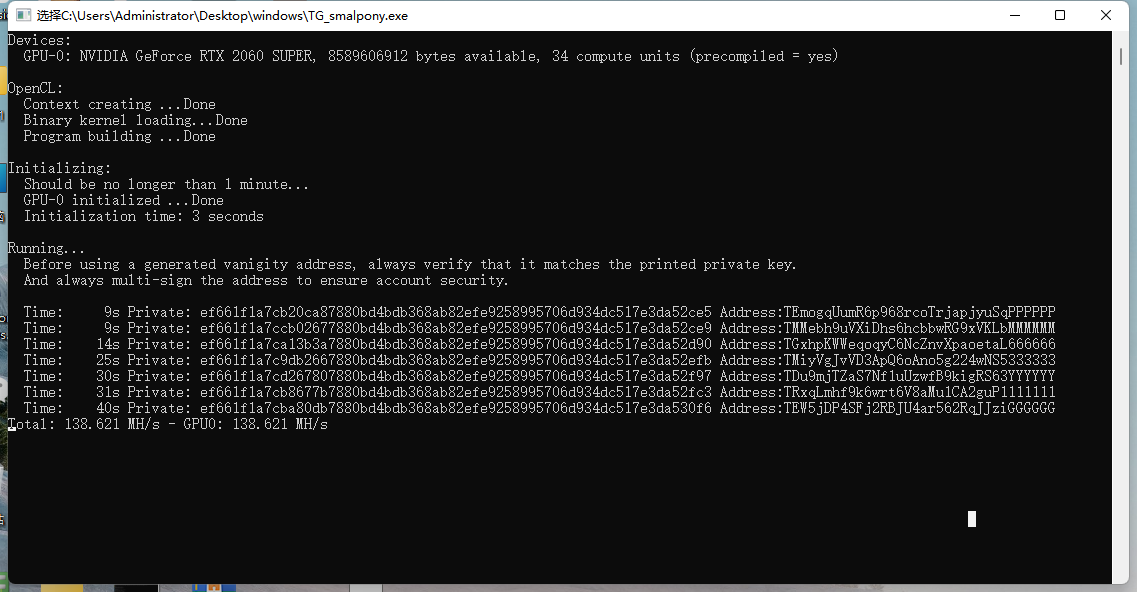 选择C:\Users\Administrator\Desktop\windows\TG_smalpony.exe
Devices:
GPU-0: NVIDIA GeForce RTX 2060 SUPER, 8589606912 bytes available, 34 compute units (precompiled = yes)
OpenCL:
Context creating ...Done
Binary kernel loading...Done
Program building ...Done
Initializing:
Should be no longer than 1 minute...
GPU-0 initialized ...Done
Initialization time: 3 seconds
Running...
Before using a generated vanigity address, always verify that it matches the printed private key.
And always multi-sign the address to ensure account security.
Time: 9s Private: ef661f1a7cb20ca87880bd4bdb368ab82efe9258995706d934dc517e3da52ce5 Address:TEmogqUumR6p968rcoTrjapjyuSqPPPPPP
Time: 9s Private: ef661f1a7ccb02677880bd4bdb368ab82efe9258995706d934dc517e3da52ce9 Address:TMMebh9uVXiDhs6hcbbwRG9xVKLbMMMMMM
Time: 14s Private: ef661f1a7ca13b3a7880bd4bdb368ab82efe9258995706d934dc517e3da52d90 Address:TGxhpKWWeqoqyC6NcZnvXpaoetaL666666
Time: 25s Private: ef661f1a7c9db2667880bd4bdb368ab82efe9258995706d934dc517e3da52efb Address:TMiyVgJvVD3ApQ6oAno5g224wNS5333333
Time: 30s Private: ef661f1a7cd267807880bd4bdb368ab82efe9258995706d934dc517e3da52f97 Address:TDu9mjTZaS7Nf1uUzwfB9kigRS63YYYYYY
Time: 31s Private: ef661f1a7cb8677b7880bd4bdb368ab82efe9258995706d934dc517e3da52fc3 Address:TRxqLmhf9k6wrt6V8aMu1CA2guP1111111
Time: 40s Private: ef661f1a7cba80db7880bd4bdb368ab82efe9258995706d934dc517e3da530f6 Address:TEW5jDP4SFj2RBJU4ar562RqJJziGGGGGG
Total: 138.621 MH/s - GPU0: 138.621 MH/s